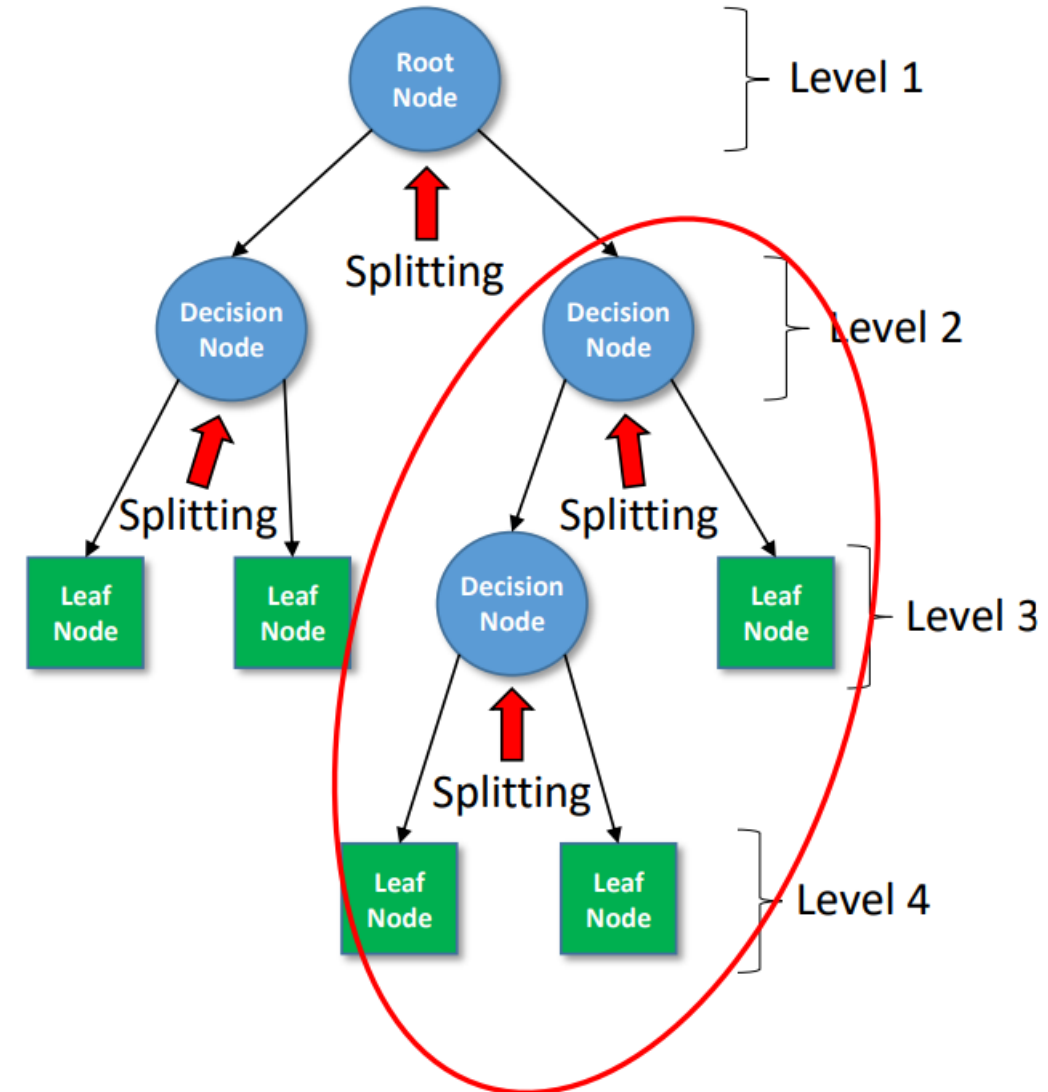 Root
Node
Level 1
Splitting
Decision
Node
Decision
Node
Level 2
Splitting
Splitting
Leaf
Node
Leaf
Node
Decision
Node
Leaf
Node
Level 3
Splitting
Leaf
Node
Leaf
Node
Level 4